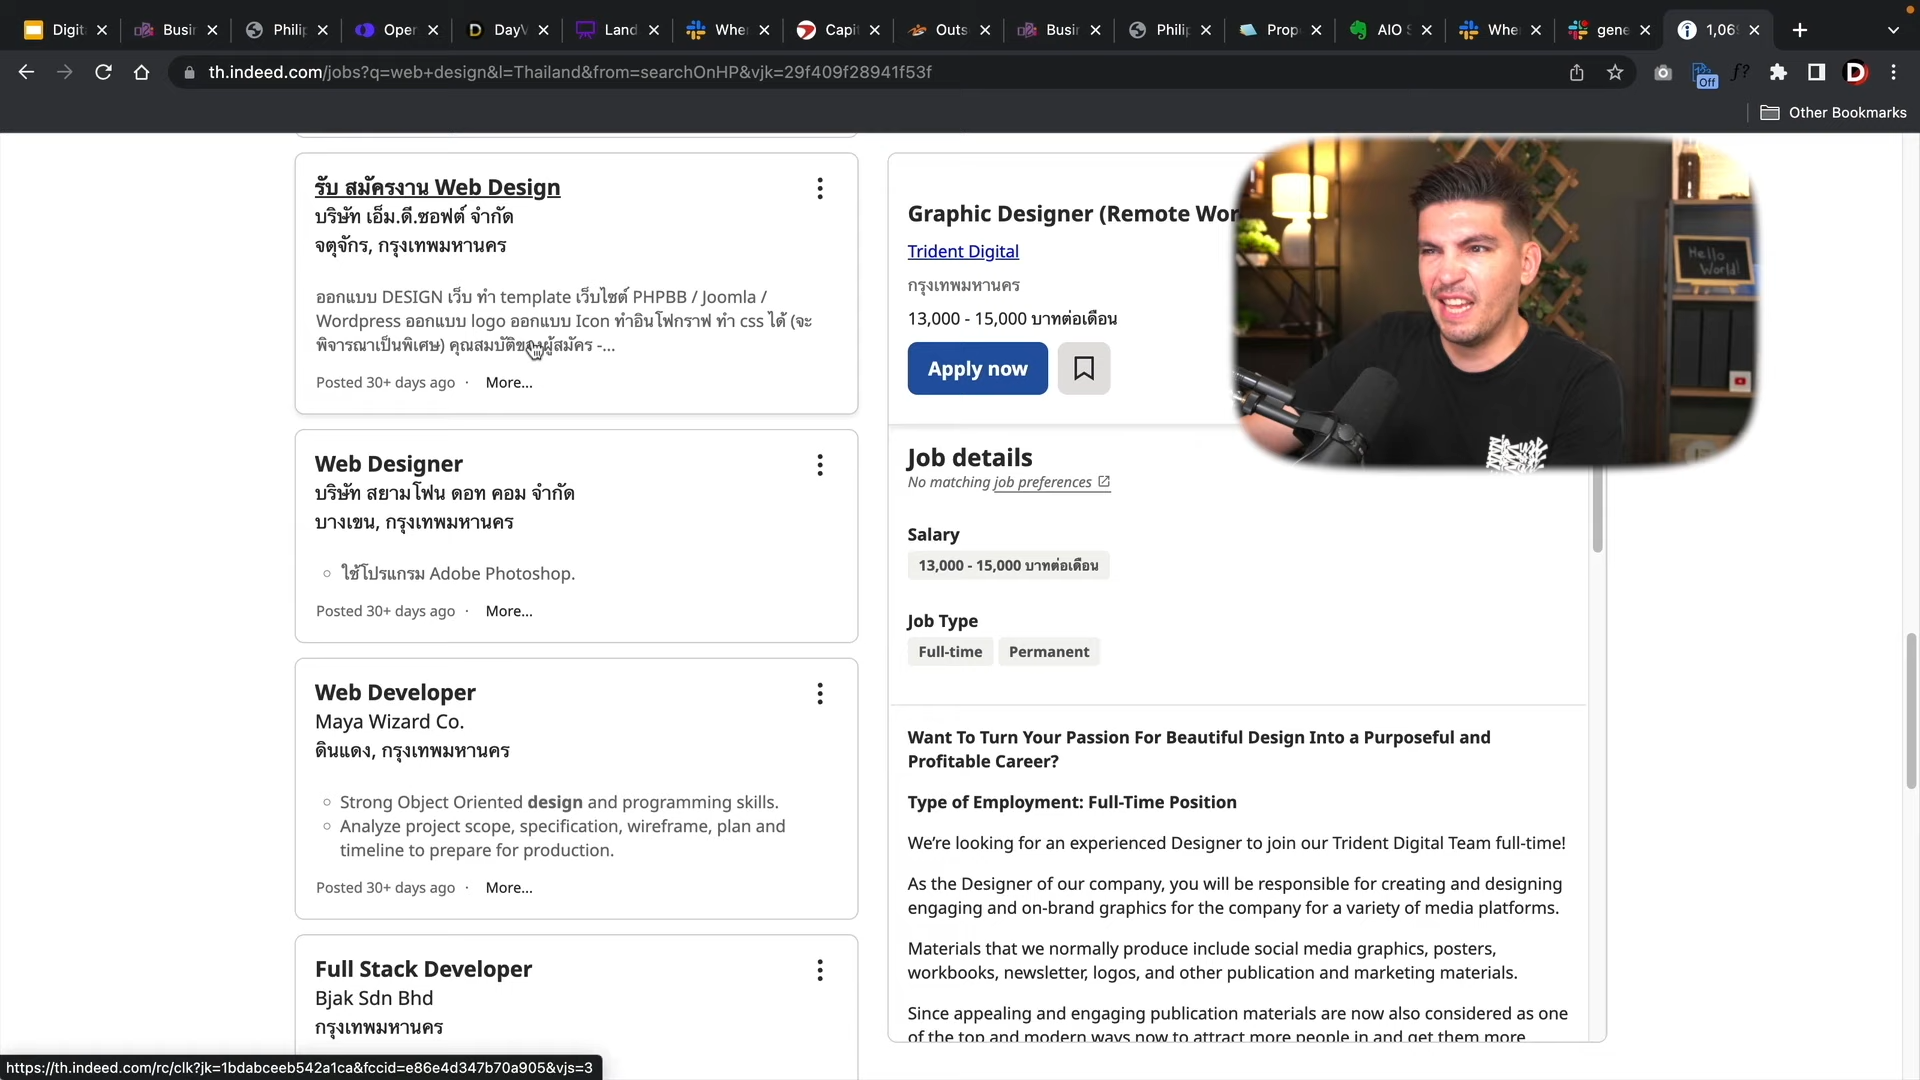 Digit
Busin
Philip
Open
DayV
Land
When
Capit
Outs
Busin
Philip
Prop
AIO S
When
gene
1,069
th.indeed.com/jobs?q=web+design&l=Thailand&from=searchOnHP&vjk=29f409f28941f53f
Off
f?
Other Bookmarks
รับ สมัครงาน Web Design
บริษัท เอ็ม.ดี.ซอฟต์ จำกัด
จตุจักร, กรุงเทพมหานคร
ออกแบบ DESIGN เว็บ ทำ template เว็บไซต์ PHPBB / Joomla /
Wordpress ออกแบบ logo ออกแบบ Icon ทำอินโฟกราฟ ทำ css ได้ (จะ
พิจารณาเป็นพิเศษ) คุณสมบัติของผู้สมัคร -...
Posted 30+ days ago · More...
Web Designer
บริษัท สยามโฟน ดอท คอม จำกัด
บางเขน, กรุงเทพมหานคร
ใช้โปรแกรม Adobe Photoshop.
Posted 30+ days ago · More...
Web Developer
Maya Wizard Co.
ดินแดง, กรุงเทพมหานคร
Strong Object Oriented design and programming skills.
Analyze project scope, specification, wireframe, plan and
timeline to prepare for production.
Posted 30+ days ago · More...
Full Stack Developer
Bjak Sdn Bhd
กรุงเทพมหานคร
Graphic Designer (Remote Wor
Trident Digital
กรุงเทพมหานคร
13,000 - 15,000 บาทต่อเดือน
Apply now
Hello
World!
Job details
No matching job preferences
Salary
13,000 - 15,000 บาทต่อเดือน
Job Type
Full-time Permanent
Want To Turn Your Passion For Beautiful Design Into a Purposeful and
Profitable Career?
Type of Employment: Full-Time Position
We're looking for an experienced Designer to join our Trident Digital Team full-time!
As the Designer of our company, you will be responsible for creating and designing
engaging and on-brand graphics for the company for a variety of media platforms.
Materials that we normally produce include social media graphics, posters,
workbooks, newsletter, logos, and other publication and marketing materials.
Since appealing and engaging publication materials are now also considered as one
of the top and modern ways now to attract more people in and get them more
https://th.indeed.com/rc/clk?jk=1bdabceeb542a1ca&fccid=e86e4d347b70a905&vjs=3